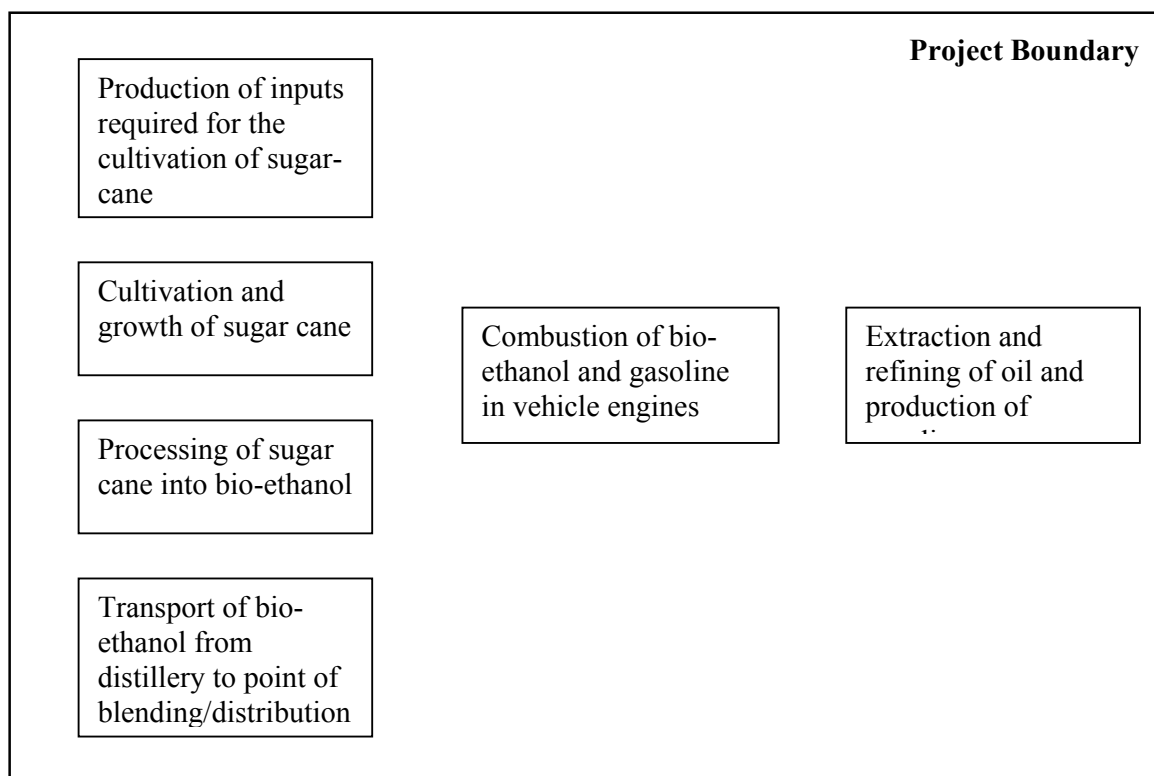 Project Boundary
Production of inputs
required for the
cultivation of sugar-
cane
Cultivation and
growth of sugar cane
Processing of sugar
cane into bio-ethanol
Transport of bio-
ethanol from
distillery to point of
blending/distribution
Combustion of bio-
ethanol and gasoline
in vehicle engines
Extraction and
refining of oil and
production of